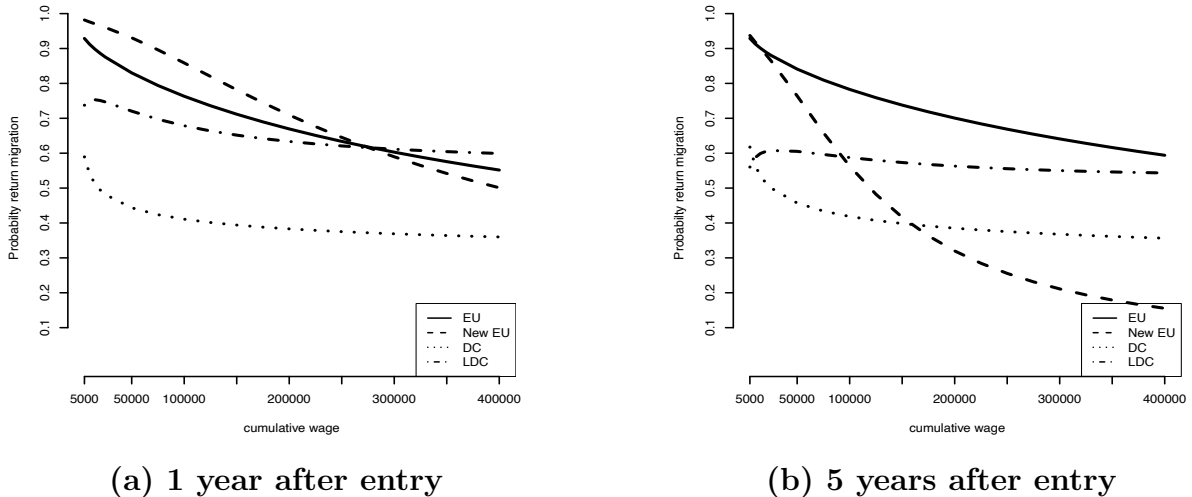 Probabilty return migration
1.0
0.9
0.8
0.7
0.6
0.5
0.4
0.3
0.2
0.1
EU
New EU
DC
LDC
5000 50000 100000 200000 300000 400000
cumulative wage
(a) 1 year after entry
Probabilty return migration
1.0
0.9
0.8
0.7
0.6
0.5
0.4
0.3
0.2
0.1
EU
New EU
DC
LDC
5000 50000 100000 200000 300000 400000
cumulative wage
(b) 5 years after entry